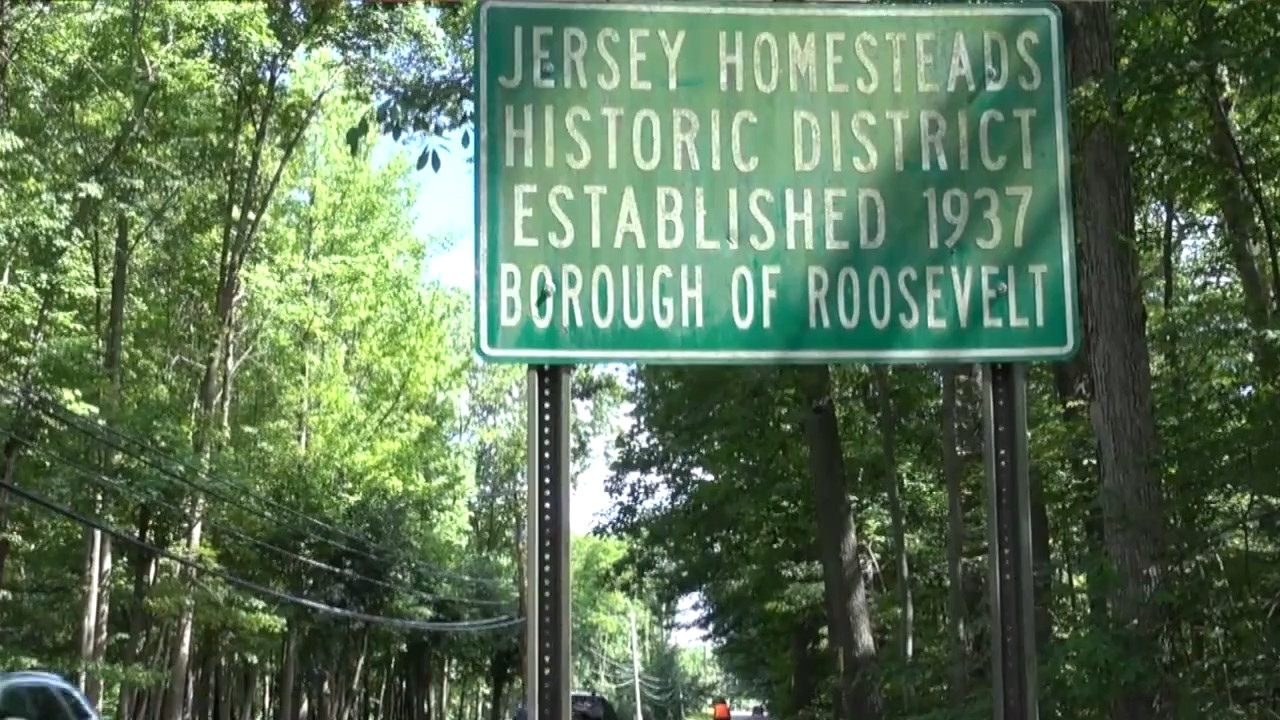 JERSEY HOMESTEADS
HISTORIC DISTRICT
ESTABLISHED 1937
BOROUGH OF ROOSEVELT